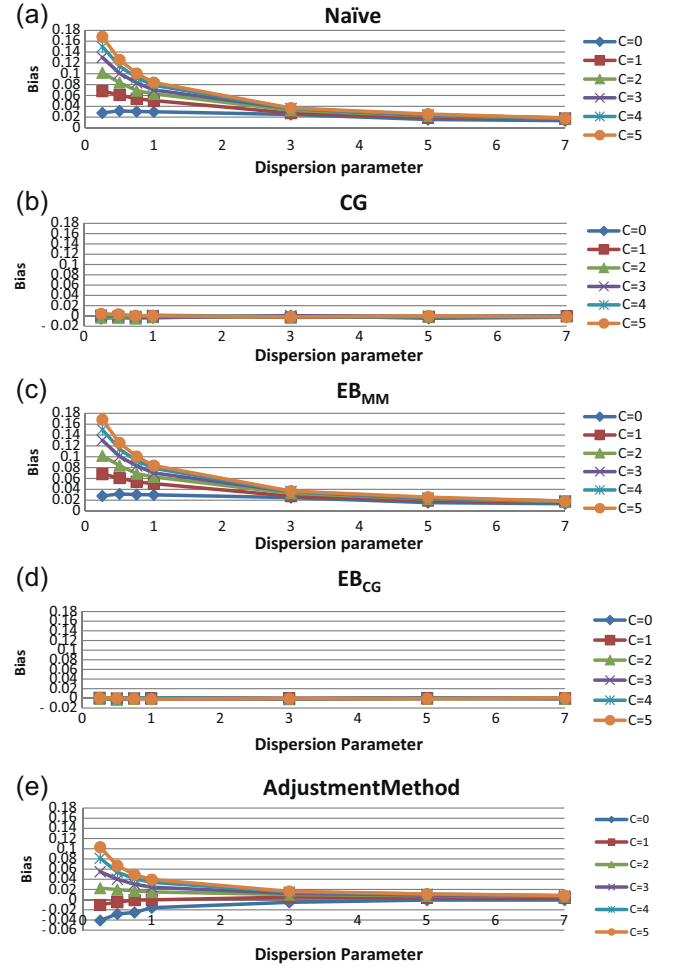 (a)
Naïve
Bias
0.18
0.16
0.14
0.12
0.1
0.08
0.06
0.04
0.02
0
0 1 2 3 4 5 6 7
Dispersion parameter
C=0
C=1
C=2
C=3
C=4
C=5
(b)
CG
Bias
0.18
0.16
0.14
0.12
0.1
0.08
0.06
0.04
0.02
0
- 0.02
0 1 2 3 4 5 6 7
Dispersion parameter
C=0
C=1
C=2
C=3
C=4
C=5
(c)
EBMM
Bias
0.18
0.16
0.14
0.12
0.1
0.08
0.06
0.04
0.02
0
0 1 2 3 4 5 6 7
Dispersion parameter
C=0
C=1
C=2
C=3
C=4
C=5
(d)
EBCG
Bias
0.18
0.16
0.14
0.12
0.1
0.08
0.06
0.04
0.02
0
- 0.02
0 1 2 3 4 5 6 7
Dispersion Parameter
C=0
C=1
C=2
C=3
C=4
C=5
(e)
AdjustmentMethod
Bias
0.18
0.16
0.14
0.12
0.1
0.08
0.06
0.04
0.02
0
-0.02
-0.04
-0.06
0 1 2 3 4 5 6 7
Dispersion Parameter
C=0
C=1
C=2
C=3
C=4
C=5